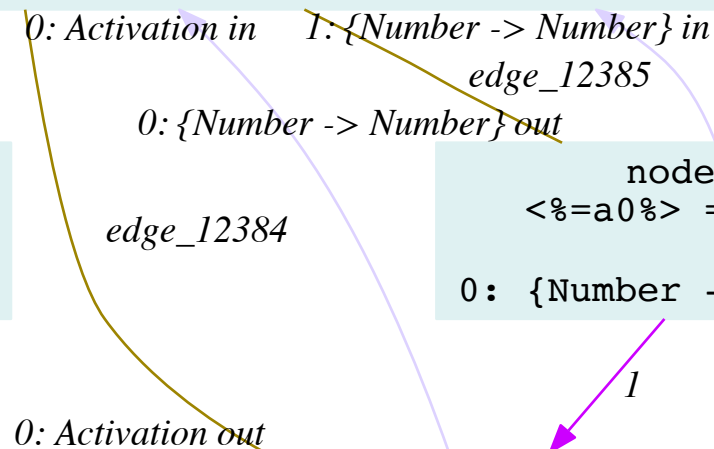 0: Activation in 1: {Number -> Number} in
edge_12385
0: {Number -> Number} out
node
<%=a0%> =
edge_12384
0: {Number -
1
0: Activation out